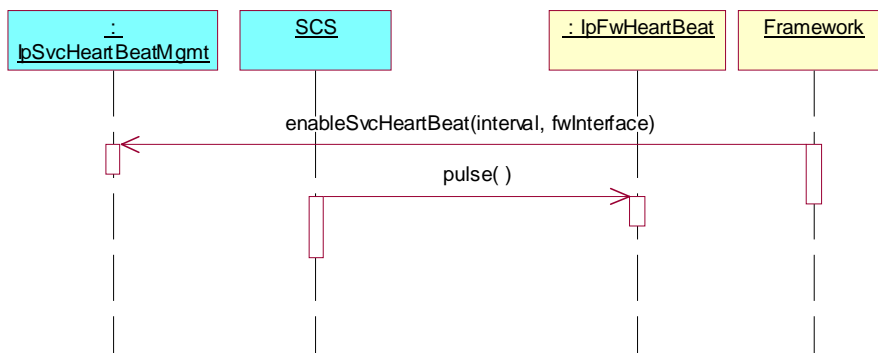 :
IpSvcHeartBeatMgmt
SCS
: IpFwHeartBeat
Framework
enableSvcHeartBeat(interval, fwInterface)
pulse( )